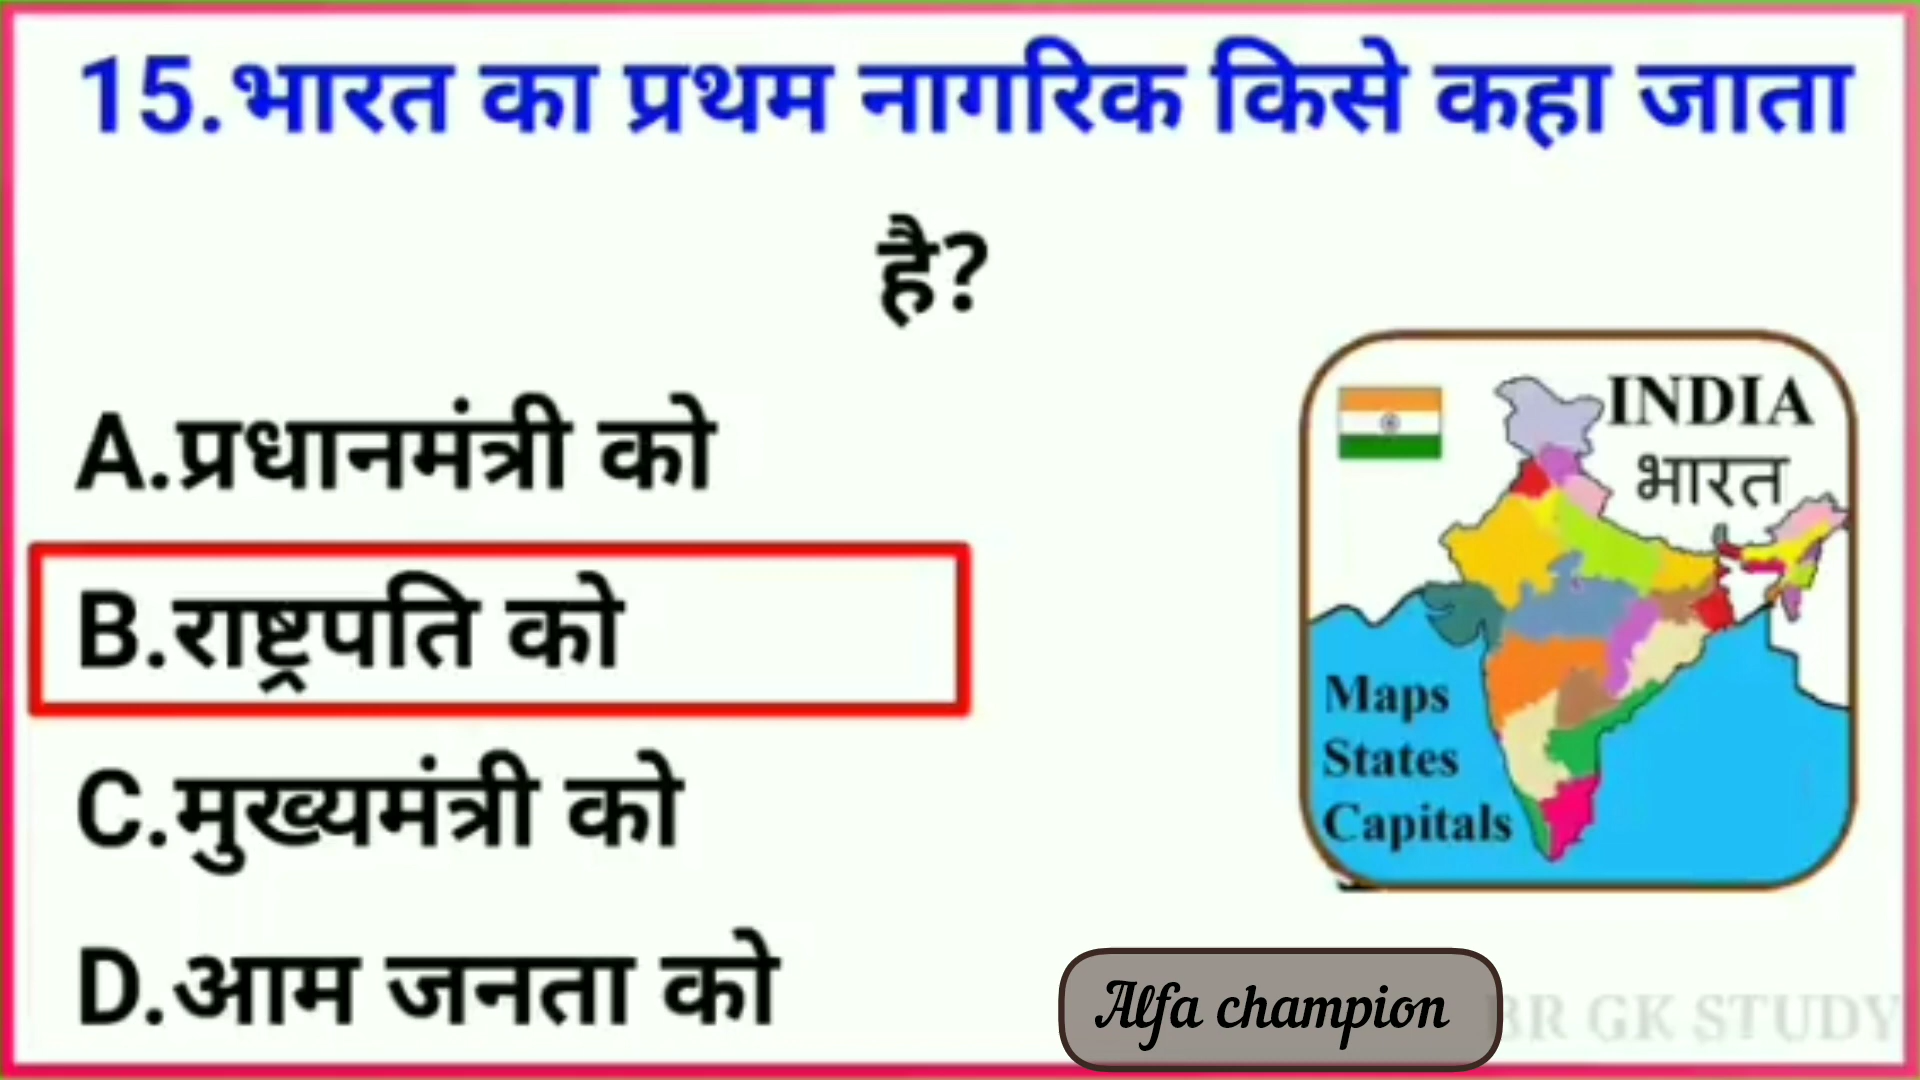 15.भारत का प्रथम नागरिक किसे कहा जाता
है?
A.प्रधानमंत्री को
B.राष्ट्रपति को
C.मुख्यमंत्री को
D.आम जनता को
INDIA
भारत
Maps
States
Capitals
Alfa champion
BR GK STUDY